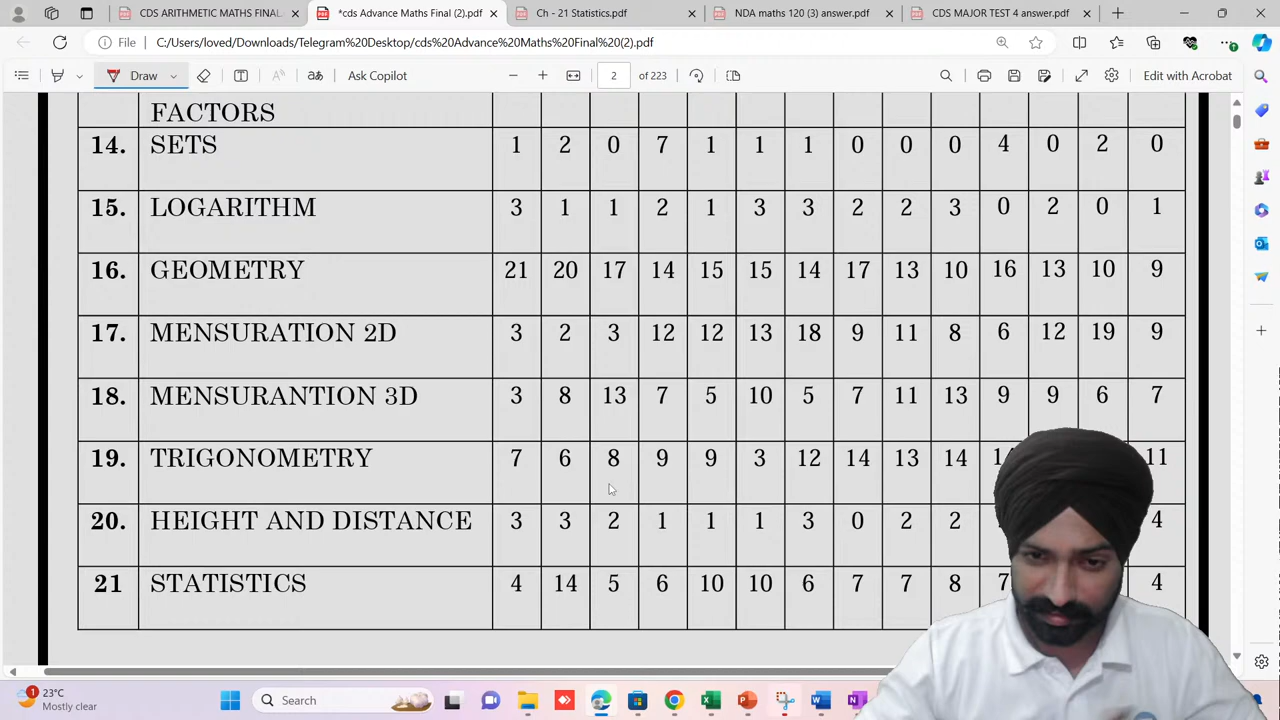 CDS ARITHMETIC MATHS FINAL.
*cds Advance Maths Final (2).pdf
Ch - 21 Statistics.pdf
NDA maths 120 (3) answer.pdf
CDS MAJOR TEST 4 answer.pdf
File C:/Users/loved/Downloads/Telegram%20Desktop/cds%20Advance%20Maths%20Final%20(2).pdf
Draw Ask Copilot 2 of 223 Edit with Acrobat
FACTORS
14. SETS 1 2 0 7 1 1 1 0 0 0 4 0 2 0
15. LOGARITHM 3 1 1 2 1 3 3 2 2 3 0 2 0 1
16. GEOMETRY 21 20 17 14 15 15 14 17 13 10 16 13 10 9
17. MENSURATION 2D 3 2 3 12 12 13 18 9 11 8 6 12 19 9
18. MENSURANTION 3D 3 8 13 7 5 10 5 7 11 13 9 9 6 7
19. TRIGONOMETRY 7 6 8 9 9 3 12 14 13 14 11
20. HEIGHT AND DISTANCE 3 3 2 1 1 1 3 0 2 2 4
21 STATISTICS 4 14 5 6 10 10 6 7 7 8 7 4
1 23°C
Mostly clear
Search